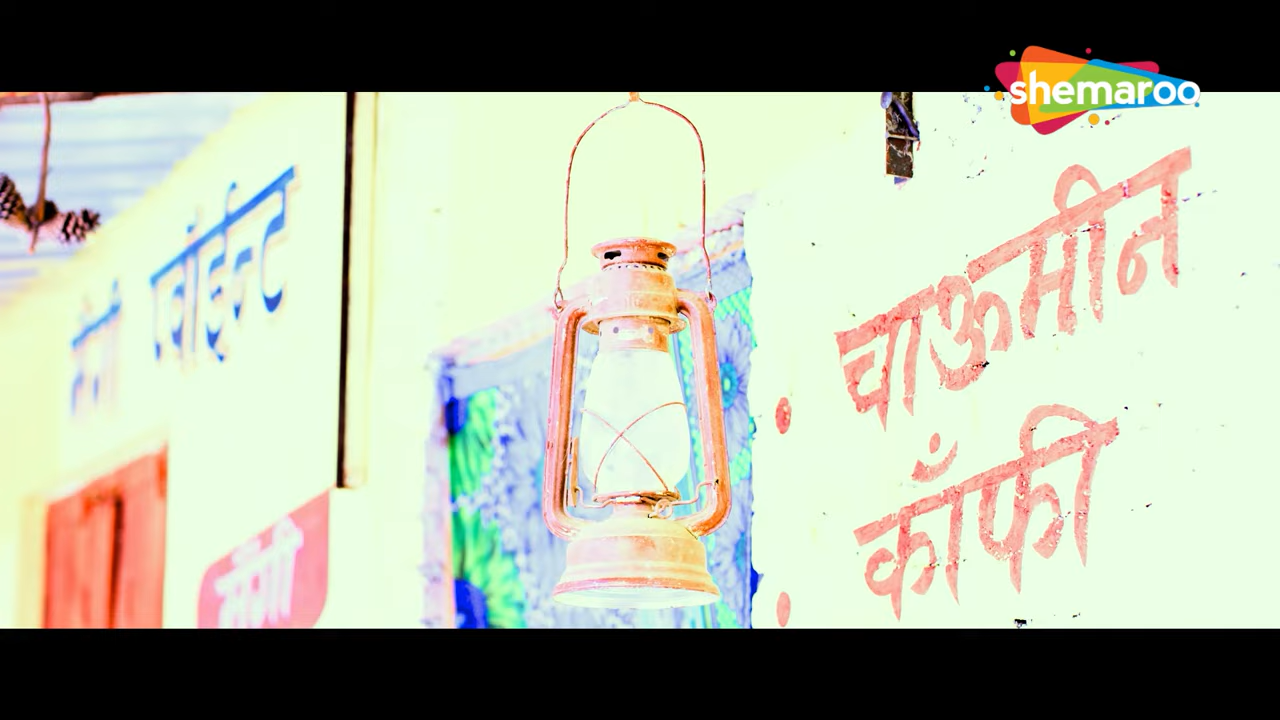 shemaroo
मैगी प्वाईन्ट
चाऊमीन
कॉफी
मैगी